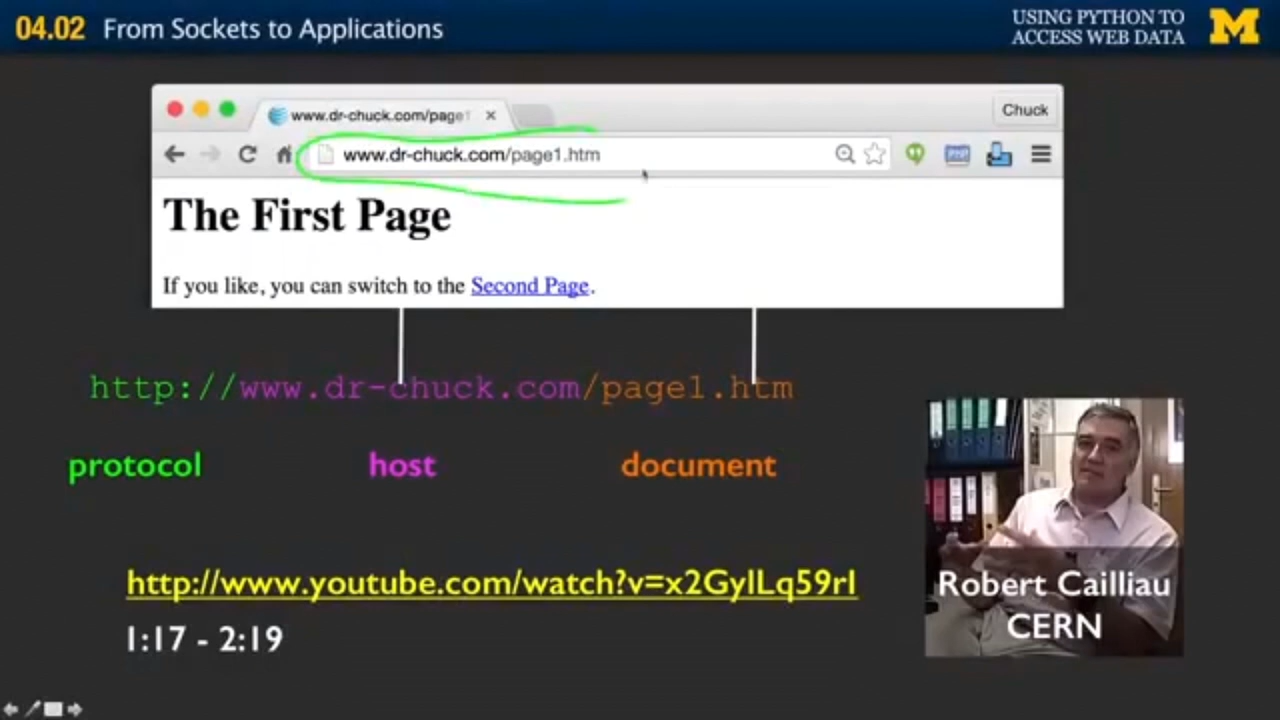 04.02 From Sockets to Applications
USING PYTHON TO
ACCESS WEB DATA
M
www.dr-chuck.com/page1
Chuck
www.dr-chuck.com/page1.htm
PHP
The First Page
If you like, you can switch to the Second Page.
http://www.dr-chuck.com/page1.htm
protocol host document
http://www.youtube.com/watch?v=x2GylLq59rI
1:17 - 2:19
Robert Cailliau
CERN